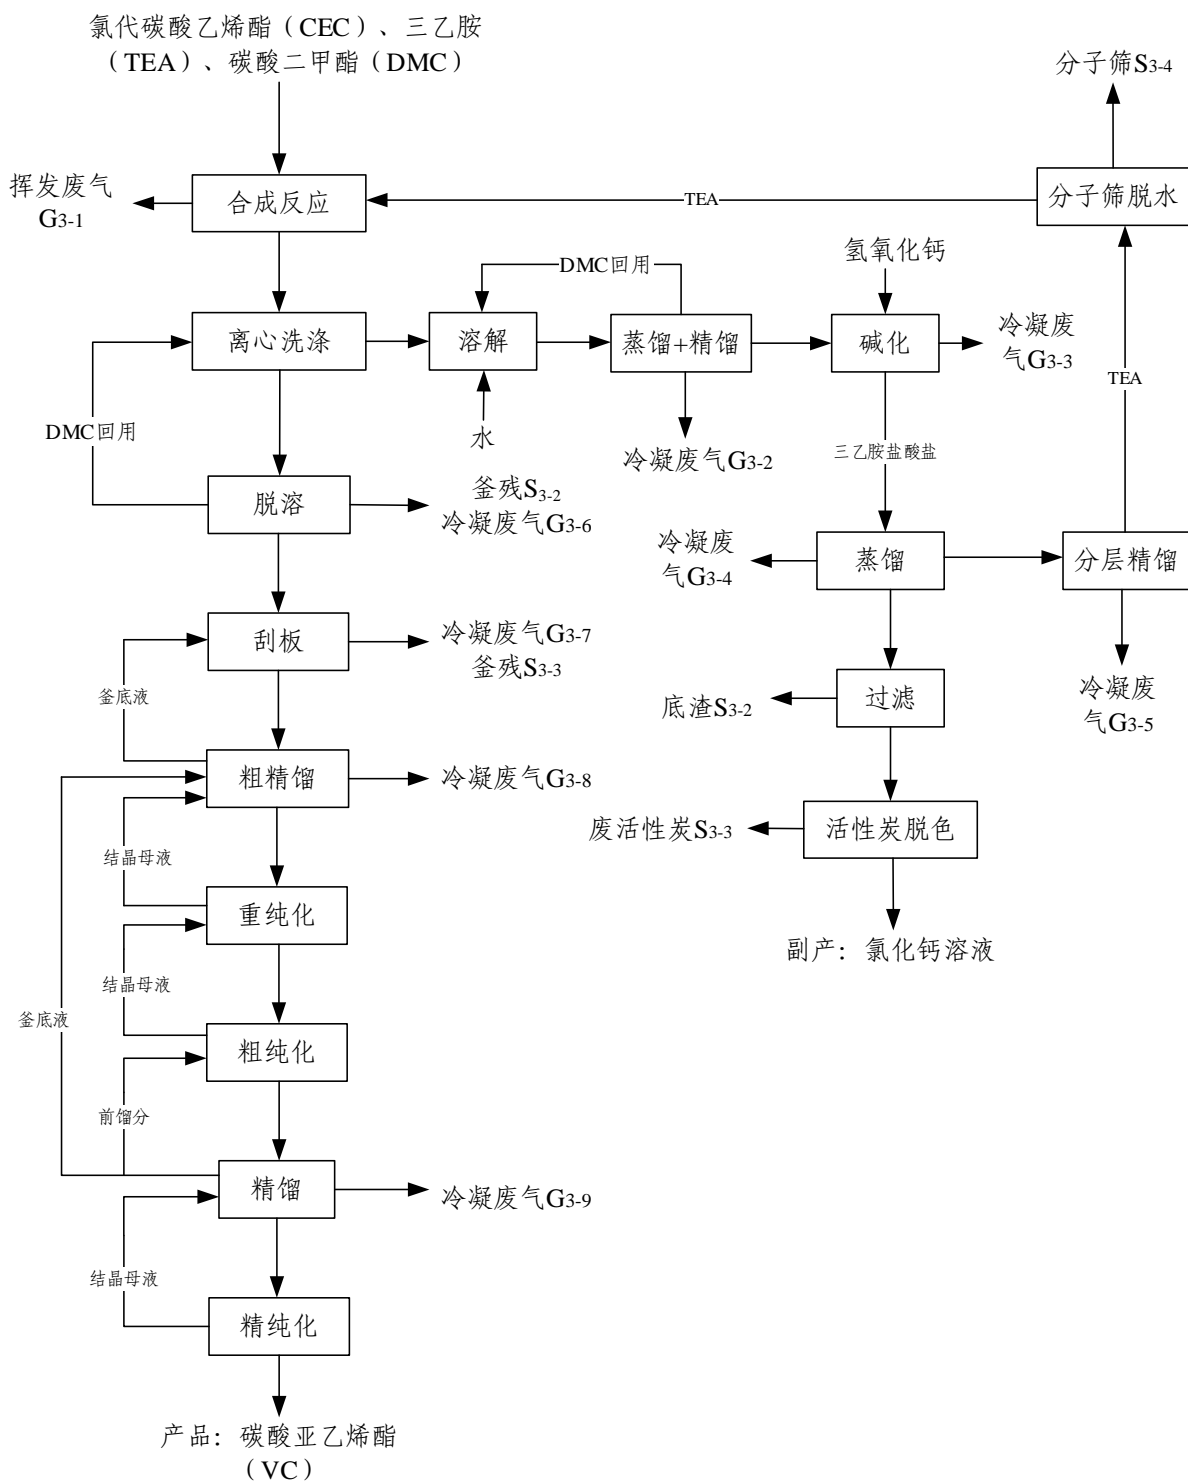 氯代碳酸乙烯酯（CEC）、三乙胺
（TEA）、碳酸二甲酯（DMC）
分子筛S3-4
挥发废气
G3-1
合成反应
TEA
分子筛脱水
DMC回用
氢氧化钙
离心洗涤
溶解
蒸馏+精馏
碱化
冷凝废
气G3-3
TEA
DMC回用
水
冷凝废气G3-2
三乙胺盐酸盐
脱溶
釜残S3-2
冷凝废气G3-6
冷凝废
气G3-4
蒸馏
分层精馏
刮板
冷凝废气G3-7
釜残S3-3
釜底液
底渣S3-2
过滤
冷凝废
气G3-5
粗精馏
冷凝废气G3-8
废活性炭S3-3
活性炭脱色
结晶母液
重纯化
副产：氯化钙溶液
结晶母液
釜底液
粗纯化
前馏分
精馏
冷凝废气G3-9
结晶母液
精纯化
产品：碳酸亚乙烯酯
（VC）